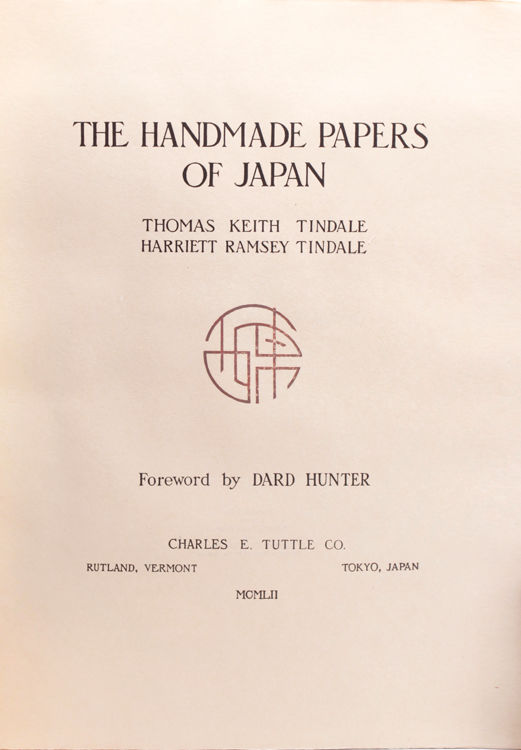 THE HANDMADE PAPERS
OF JAPAN
THOMAS KEITH TINDALE
HARRIETT RAMSEY TINDALE
Foreword by DARD HUNTER
CHARLES E. TUTTLE CO.
RUTLAND, VERMONT TOKYO, JAPAN
MCMLII